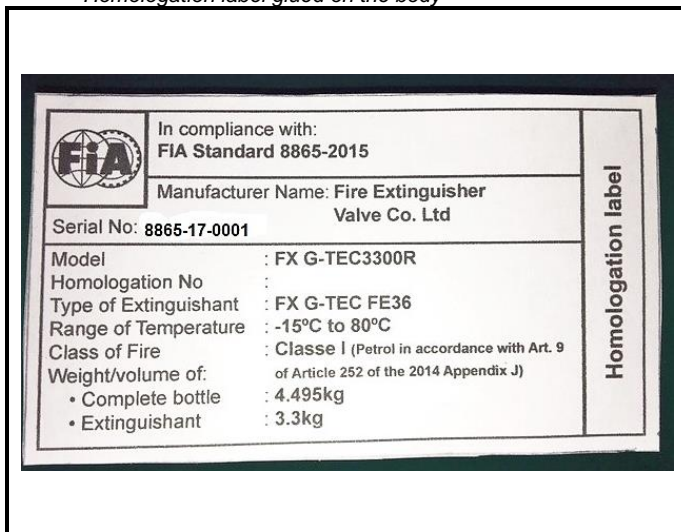 Homologation label glued on the body
FiA
In compliance with:
FIA Standard 8865-2015
Manufacturer Name: Fire Extinguisher
Valve Co. Ltd
Serial No: 8865-17-0001
Model : FX G-TEC3300R
Homologation No :
Type of Extinguishant : FX G-TEC FE36
Range of Temperature : -15ºC to 80ºC
Class of Fire : Classe I (Petrol in accordance with Art. 9
Weight/volume of: of Article 252 of the 2014 Appendix J)
• Complete bottle : 4.495kg
• Extinguishant : 3.3kg
Homologation label